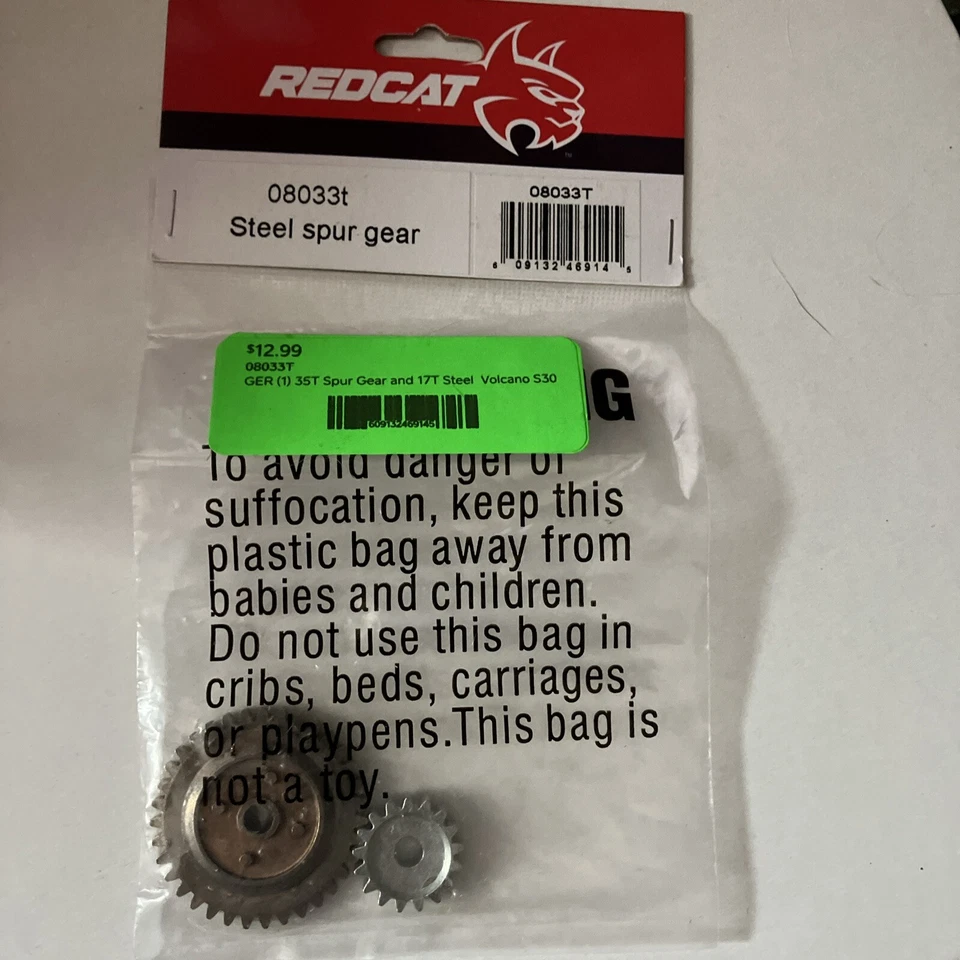 REDCAT
™
08033t
Steel spur gear
08033T
6 09132 46914 5
$12.99
08033T
GER (1) 35T Spur Gear and 17T Steel Volcano S30
609132469145
G
To avoid danger of
suffocation, keep this
plastic bag away from
babies and children.
Do not use this bag in
cribs, beds, carriages,
or playpens.This bag is
not a toy.